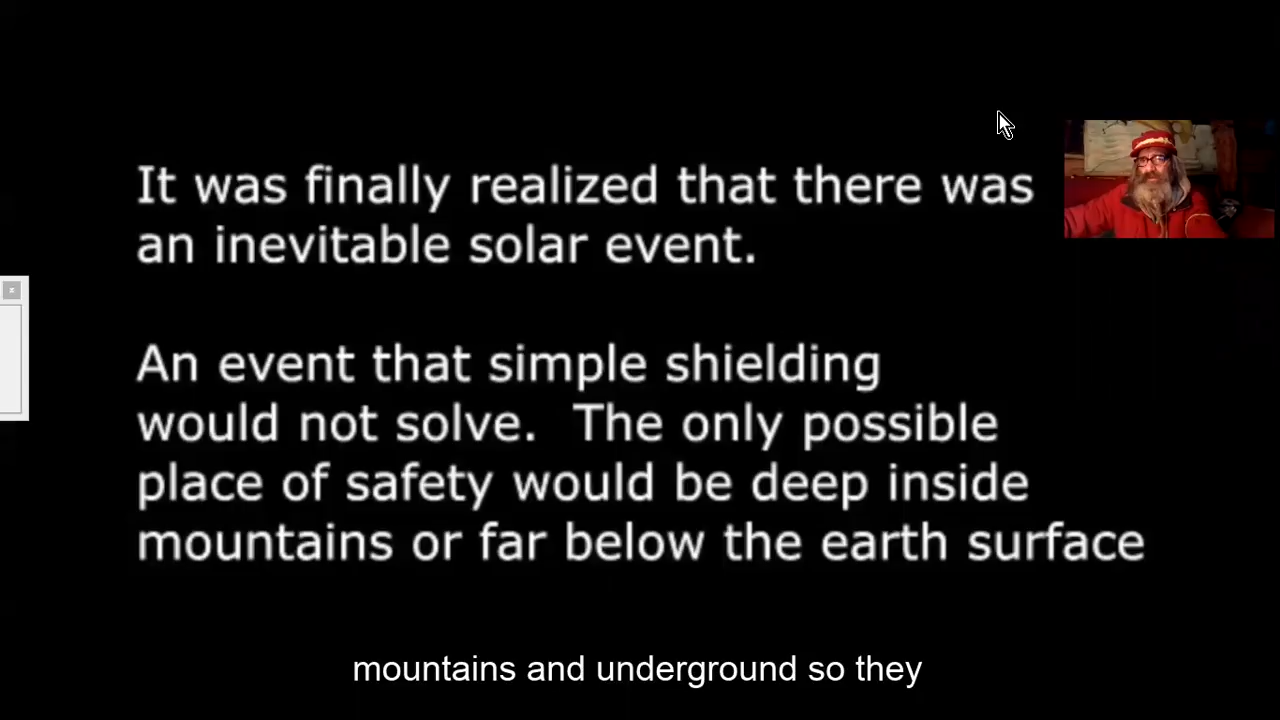 It was finally realized that there was
an inevitable solar event.
An event that simple shielding
would not solve. The only possible
place of safety would be deep inside
mountains or far below the earth surface
mountains and underground so they